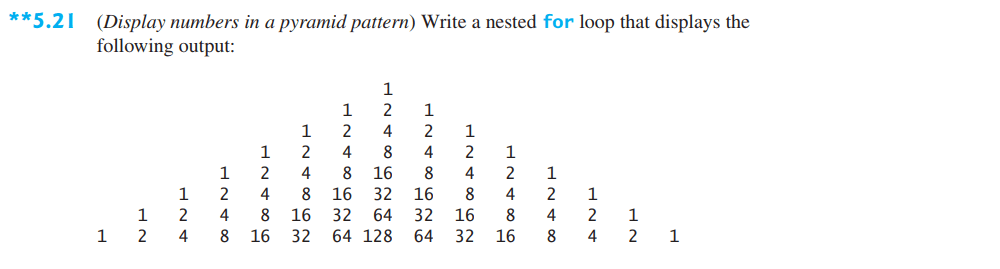 **5.21 (Display numbers in a pyramid pattern) Write a nested for loop that displays the
following output:
1
1 2 1
1 2 4 2 1
1 2 4 8 4 2 1
1 2 4 8 16 8 4 2 1
1 2 4 8 16 32 16 8 4 2 1
1 2 4 8 16 32 64 32 16 8 4 2 1
1 2 4 8 16 32 64 128 64 32 16 8 4 2 1